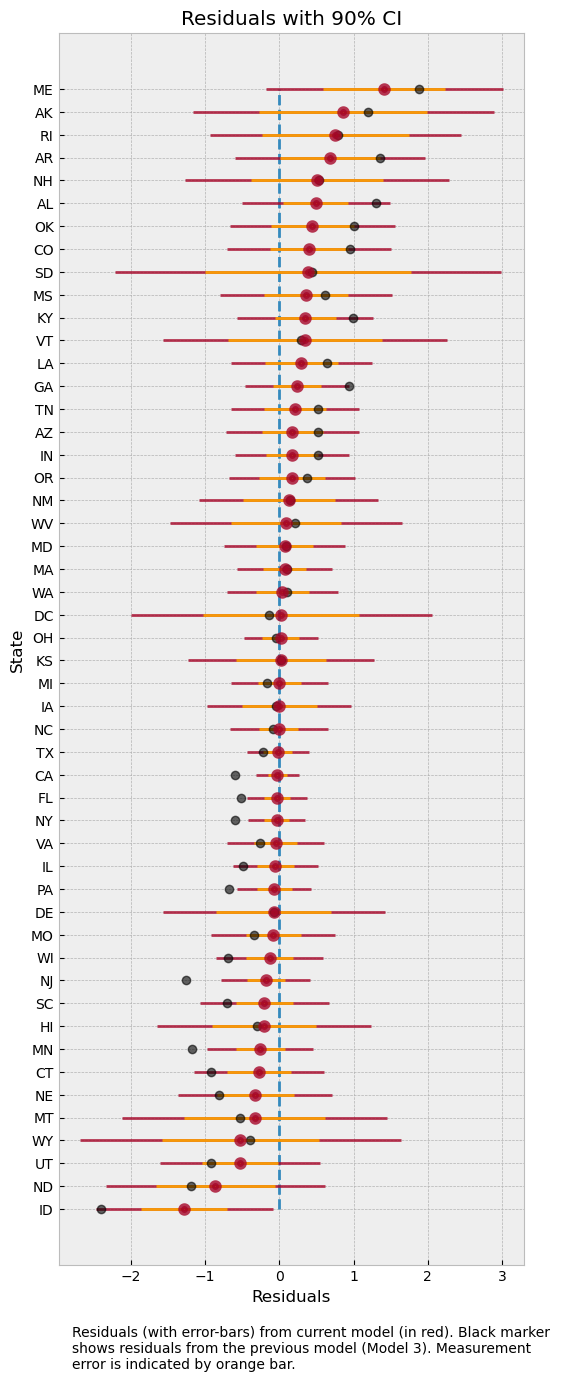 Residuals with 90% CI
ME
AK
RI
AR
NH
AL
OK
CO
SD
MS
KY
VT
LA
GA
TN
AZ
IN
OR
NM
WV
MD
MA
WA
DC
OH
KS
MI
IA
NC
TX
CA
FL
NY
VA
IL
PA
DE
MO
WI
NJ
SC
HI
MN
CT
NE
MT
WY
UT
ND
ID
State
−2 −1 0 1 2 3
Residuals
Residuals (with error-bars) from current model (in red). Black marker
shows residuals from the previous model (Model 3). Measurement
error is indicated by orange bar.